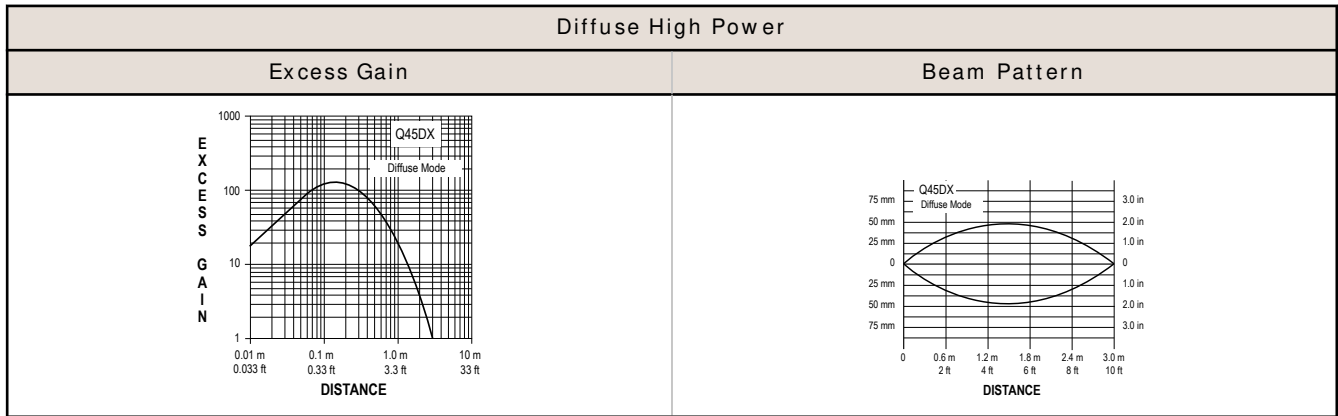 Diffuse High Power
Excess Gain
Beam Pattern
EXCESS GAIN
1000
100
10
1
Q45DX
Diffuse Mode
0.01 m 0.1 m 1.0 m 10 m
0.033 ft 0.33 ft 3.3 ft 33 ft
DISTANCE
Q45DX
Diffuse Mode
75 mm 3.0 in
50 mm 2.0 in
25 mm 1.0 in
0 0
25 mm 1.0 in
50 mm 2.0 in
75 mm 3.0 in
0 0.6 m 1.2 m 1.8 m 2.4 m 3.0 m
2 ft 4 ft 6 ft 8 ft 10 ft
DISTANCE